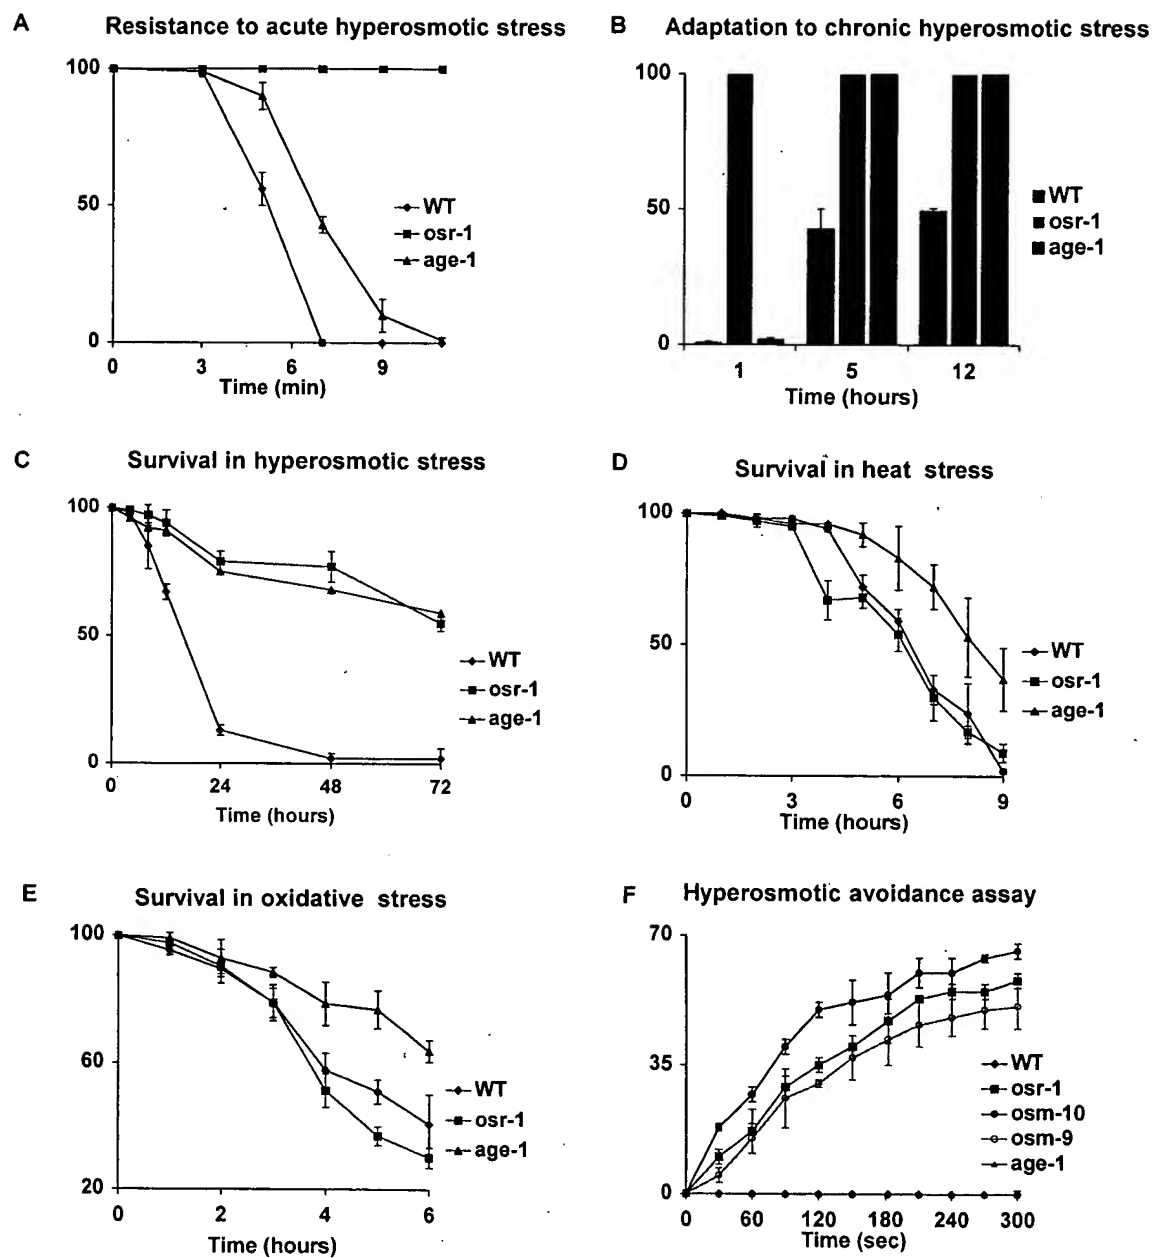 A
Resistance to acute hyperosmotic stress
100
50
0
0 3 6 9
Time (min)
WT
osr-1
age-1
B
Adaptation to chronic hyperosmotic stress
100
50
0
1 5 12
Time (hours)
WT
osr-1
age-1
C
Survival in hyperosmotic stress
100
50
0
0 24 48 72
Time (hours)
WT
osr-1
age-1
D
Survival in heat stress
100
50
0
0 3 6 9
Time (hours)
WT
osr-1
age-1
E
Survival in oxidative stress
100
60
20
0 2 4 6
Time (hours)
WT
osr-1
age-1
F
Hyperosmotic avoidance assay
70
35
0
0 60 120 180 240 300
Time (sec)
WT
osr-1
osm-10
osm-9
age-1